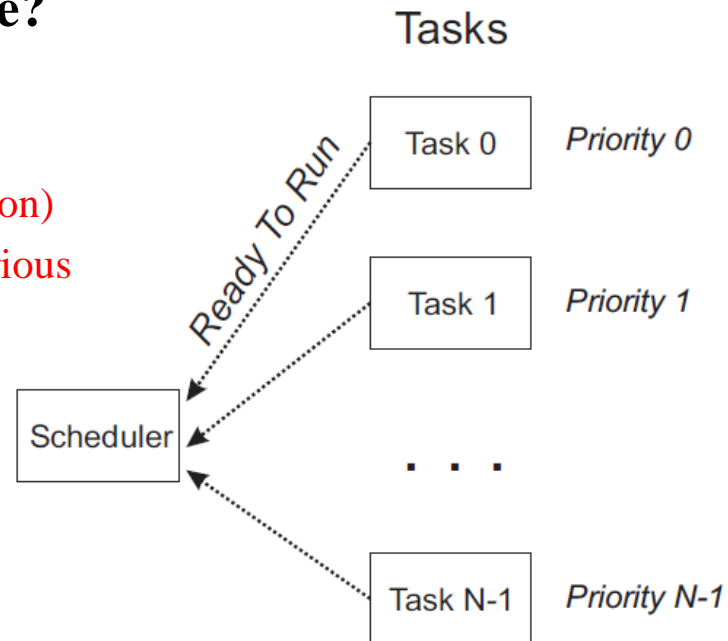 e?
Tasks
Task 0 Priority 0
Ready To Run
on)
ious
Task 1 Priority 1
Scheduler
. . .
Task N-1 Priority N-1